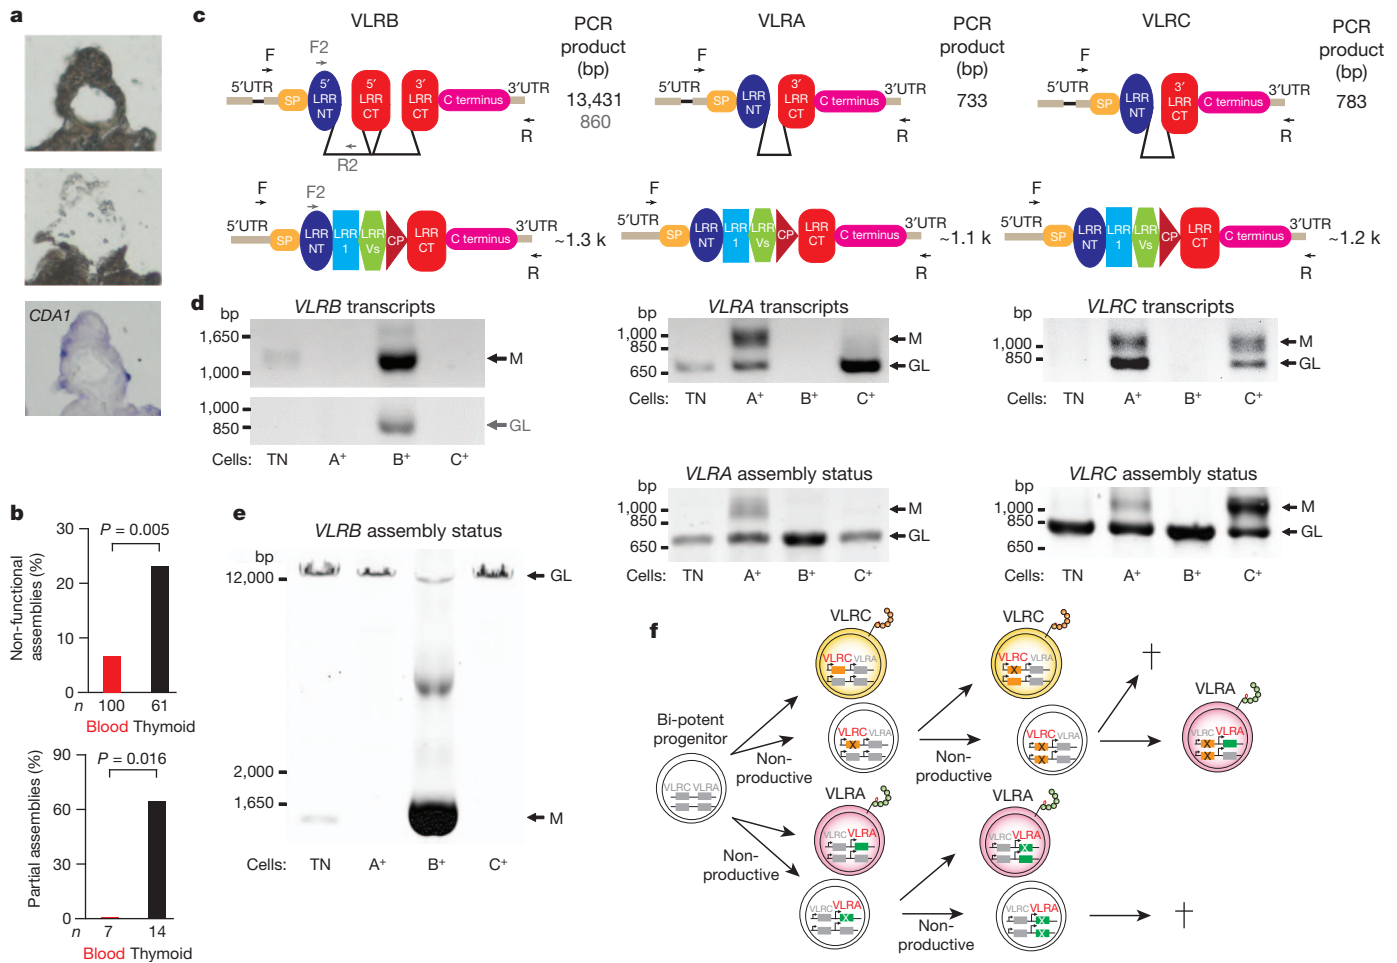 a
CDA1
b
Non-functional
assemblies (%)
30
20
10
0
P = 0.005
n 100 61
Blood Thymoid
Partial assemblies (%)
90
60
30
0
P = 0.016
n 7 14
Blood Thymoid
c
VLRB
PCR
product
(bp)
13,431
860
F
F2
5′UTR
SP
5′
LRR
NT
5′
LRR
CT
3′
LRR
CT
C terminus
3′UTR
R
R2
F
F2
5′UTR
SP
LRR
NT
LRR
1
LRR
Vs
CP
LRR
CT
C terminus
3′UTR
R
~1.3 k
VLRA
PCR
product
(bp)
733
F
5′UTR
SP
LRR
NT
3′
LRR
CT
C terminus
3′UTR
R
F
5′UTR
SP
LRR
NT
LRR
1
LRR
Vs
CP
LRR
CT
C terminus
3′UTR
R
~1.1 k
VLRC
PCR
product
(bp)
783
F
5′UTR
SP
LRR
NT
3′
LRR
CT
C terminus
3′UTR
R
F
5′UTR
SP
LRR
NT
LRR
1
LRR
Vs
CP
LRR
CT
C terminus
3′UTR
R
~1.2 k
d
VLRB transcripts
bp
1,650
1,000
M
1,000
850
GL
Cells: TN A+ B+ C+
VLRA transcripts
bp
1,000
850
650
M
GL
Cells: TN A+ B+ C+
VLRC transcripts
bp
1,000
850
M
GL
Cells: TN A+ B+ C+
VLRA assembly status
bp
1,000
850
650
M
GL
Cells: TN A+ B+ C+
VLRC assembly status
bp
1,000
850
650
M
GL
Cells: TN A+ B+ C+
e
VLRB assembly status
bp
12,000
2,000
1,650
GL
M
Cells: TN A+ B+ C+
f
Bi-potent
progenitor
VLRC VLRA
VLRC
VLRC VLRA
VLRC VLRA
X
Non-
productive
VLRC
VLRC VLRA
X
VLRC VLRA
X
X
Non-
productive
†
VLRA
VLRC VLRA
X
X
VLRA
VLRC VLRA
Non-
productive
VLRC VLRA
X
VLRA
VLRC VLRA
X
Non-
productive
VLRC VLRA
X
X
†